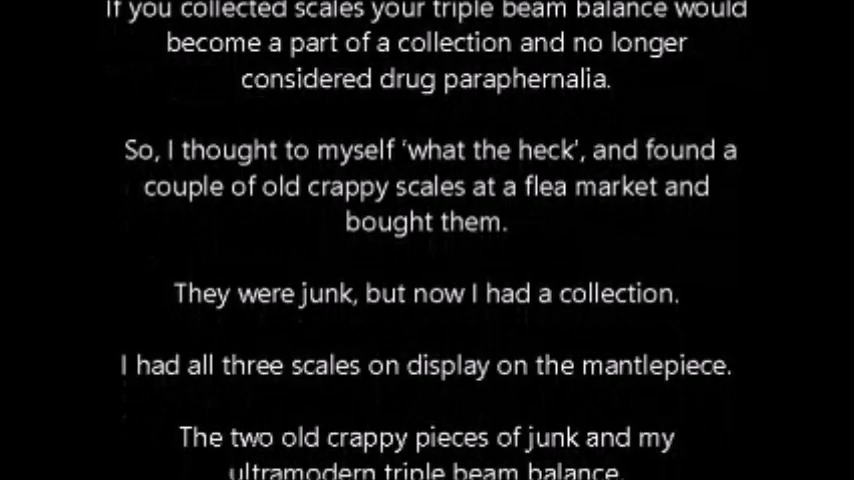 If you collected scales your triple beam balance would
become a part of a collection and no longer
considered drug paraphernalia.
So, I thought to myself 'what the heck', and found a
couple of old crappy scales at a flea market and
bought them.
They were junk, but now I had a collection.
I had all three scales on display on the mantlepiece.
The two old crappy pieces of junk and my
ultramodern triple beam balance.